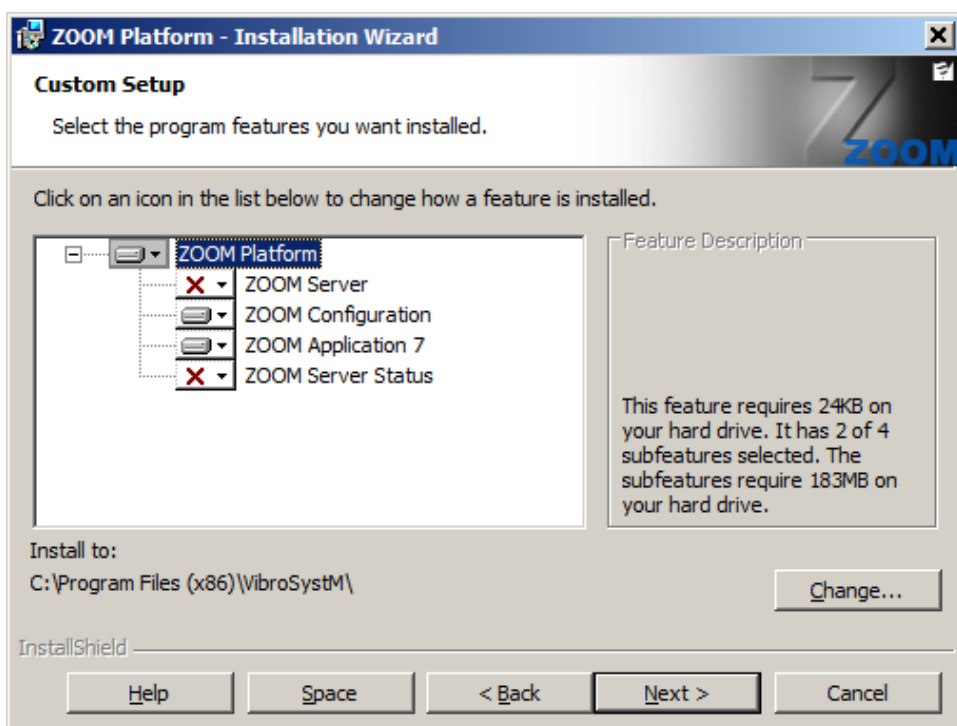 ZOOM Platform - Installation Wizard
Custom Setup
Select the program features you want installed.
ZOOM
Click on an icon in the list below to change how a feature is installed.
ZOOM Platform
ZOOM Server
ZOOM Configuration
ZOOM Application 7
ZOOM Server Status
Feature Description
This feature requires 24KB on
your hard drive. It has 2 of 4
subfeatures selected. The
subfeatures require 183MB on
your hard drive.
Install to:
C:\Program Files (x86)\VibroSystM\
Change...
InstallShield
Help
Space
< Back
Next >
Cancel